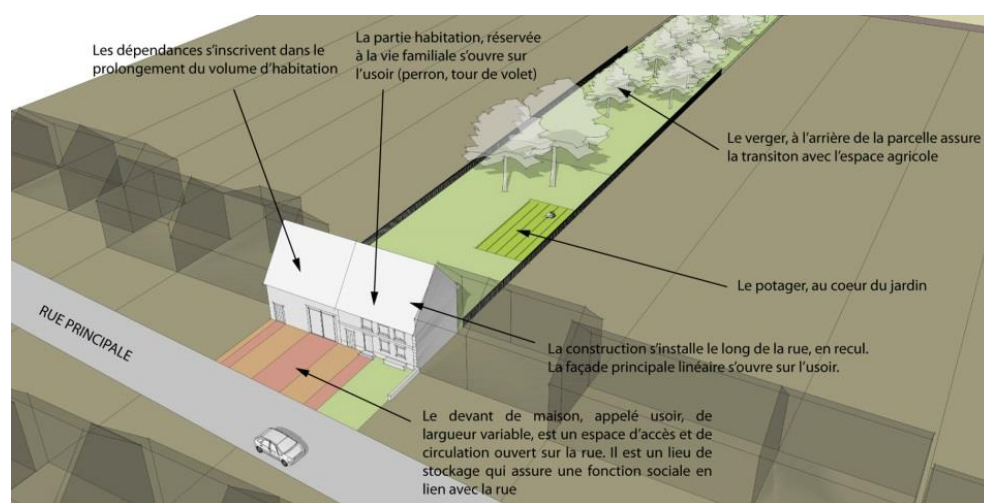 Les dépendances s'inscrivent dans le
prolongement du volume d'habitation
La partie habitation, réservée
à la vie familiale s'ouvre sur
l'usoir (perron, tour de volet)
Le verger, à l'arrière de la parcelle assure
la transiton avec l'espace agricole
Le potager, au coeur du jardin
RUE PRINCIPALE
La construction s'installe le long de la rue, en recul.
La façade principale linéaire s'ouvre sur l'usoir.
Le devant de maison, appelé usoir, de
largueur variable, est un espace d'accès et de
circulation ouvert sur la rue. Il est un lieu de
stockage qui assure une fonction sociale en
lien avec la rue